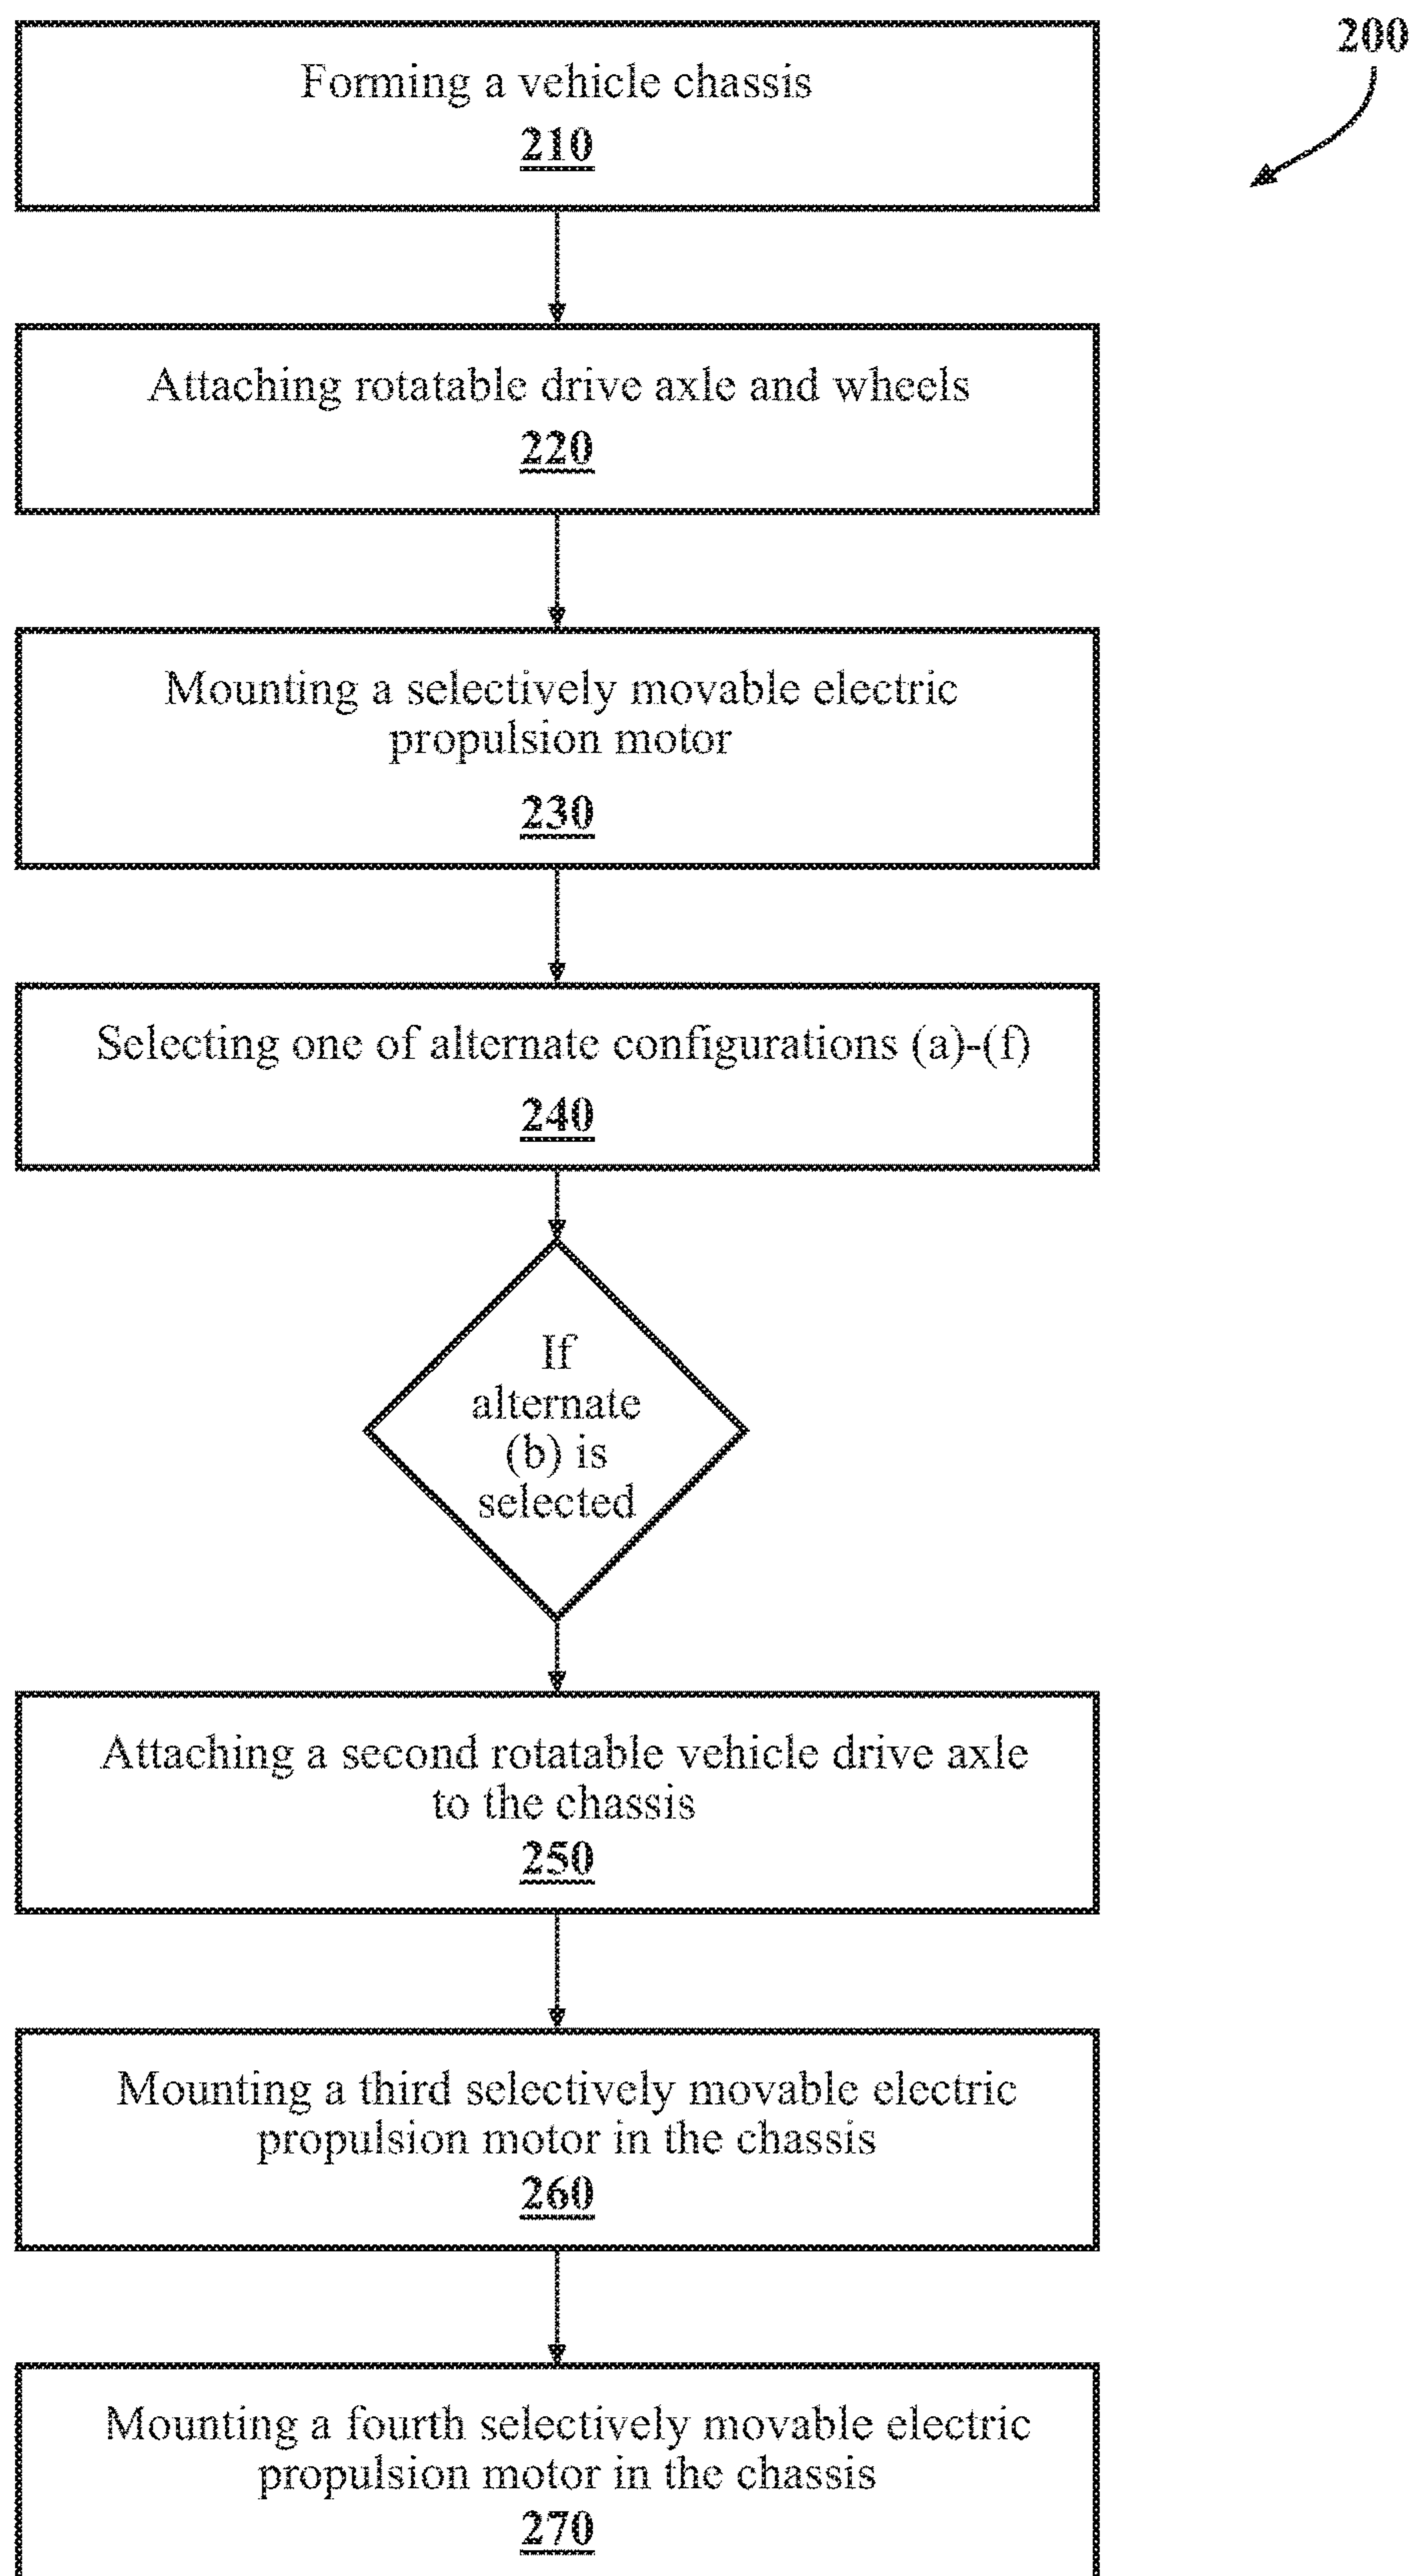 200
Forming a vehicle chassis
210
Attaching rotatable drive axle and wheels
220
Mounting a selectively movable electric
propulsion motor
230
Selecting one of alternate configurations (a)-(f)
240
If
alternate
(b) is
selected
Attaching a second rotatable vehicle drive axle
to the chassis
250
Mounting a third selectively movable electric
propulsion motor in the chassis
260
Mounting a fourth selectively movable electric
propulsion motor in the chassis
270